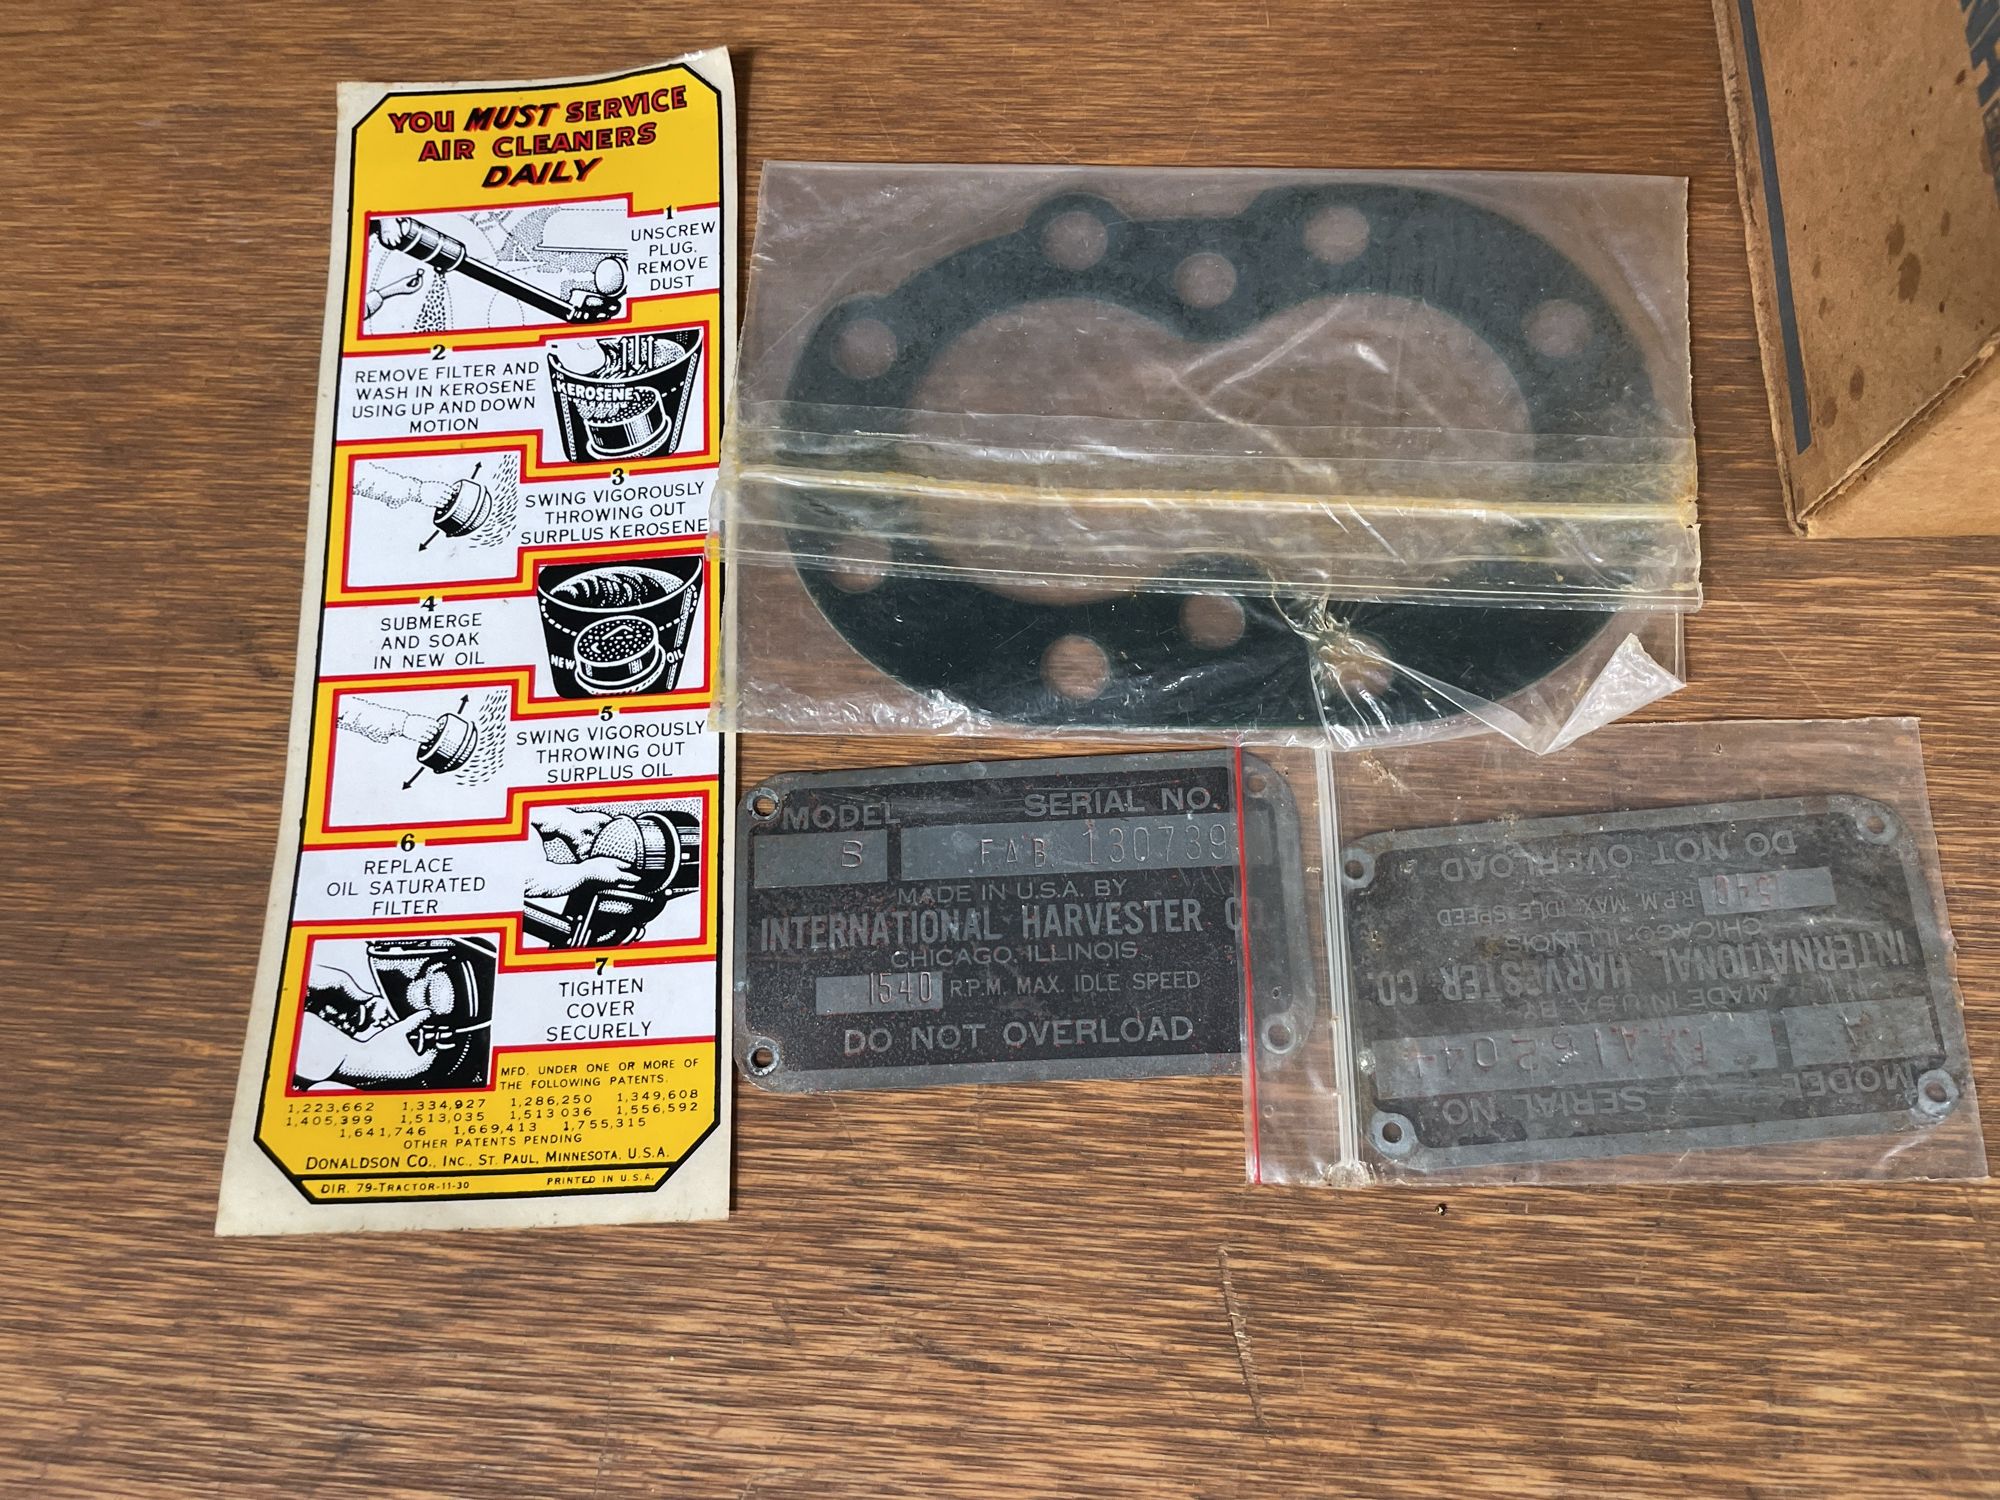 YOU MUST SERVICE
AIR CLEANERS
DAILY
1
UNSCREW
PLUG.
REMOVE
DUST
2
REMOVE FILTER AND
WASH IN KEROSENE
USING UP AND DOWN
MOTION
KEROSENE
3
SWING VIGOROUSLY
THROWING OUT
SURPLUS KEROSENE
4
SUBMERGE
AND SOAK
IN NEW OIL
NEW OIL
5
SWING VIGOROUSLY
THROWING OUT
SURPLUS OIL
6
REPLACE
OIL SATURATED
FILTER
7
TIGHTEN
COVER
SECURELY
MFD. UNDER ONE OR MORE OF
THE FOLLOWING PATENTS.
1,223,662 1,334,927 1,286,250 1,349,608
1,405,399 1,513,035 1,513 036 1,556,592
1,641,746 1,669,413 1,755,315
OTHER PATENTS PENDING
DONALDSON CO., INC., ST. PAUL, MINNESOTA, U.S.A.
DIR. 79-TRACTOR-11-30 PRINTED IN U.S.A.
MODEL SERIAL NO.
B FAB 130739
MADE IN U.S.A. BY
INTERNATIONAL HARVESTER C
CHICAGO, ILLINOIS
1540 R.P.M. MAX. IDLE SPEED
DO NOT OVERLOAD
MODEL SERIAL NO.
A
MADE IN U.S.A. BY
INTERNATIONAL HARVESTER CO.
CHICAGO, ILLINOIS
540 R.P.M. MAX. IDLE SPEED
DO NOT OVERLOAD